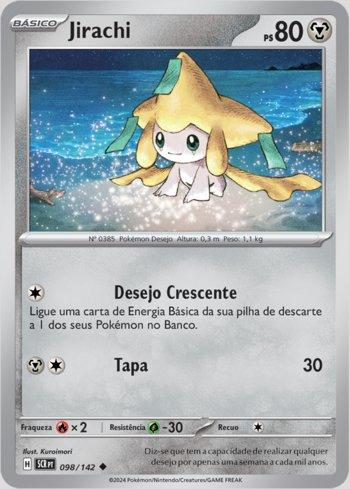 BÁSICO
Jirachi
PS 80
Nº 0385 Pokémon Desejo Altura: 0,3 m Peso: 1,1 kg
Desejo Crescente
Ligue uma carta de Energia Básica da sua pilha de descarte
a 1 dos seus Pokémon no Banco.
Tapa 30
Fraqueza × 2 Resistência -30 Recuo
Ilust. Kuroimori
H SCR PT 098/142
Diz-se que tem a capacidade de realizar qualquer
desejo por apenas uma semana a cada mil anos.
©2024 Pokémon/Nintendo/Creatures/GAME FREAK